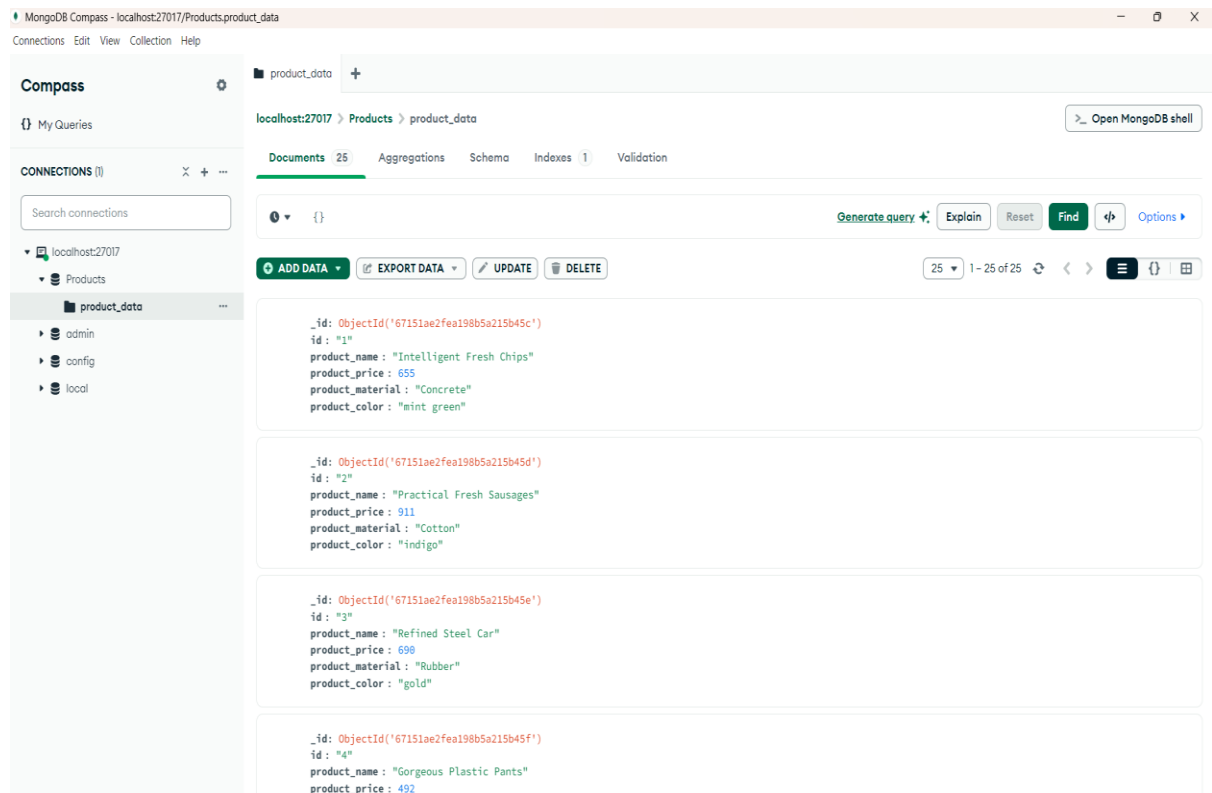 MongoDB Compass - localhost:27017/Products.product_data
Connections Edit View Collection Help
Compass
product_data
{} My Queries
localhost:27017 > Products > product_data
>_ Open MongoDB shell
Documents 25 Aggregations Schema Indexes 1 Validation
CONNECTIONS (1)
Search connections
{} Generate query Explain Reset Find </> Options
localhost:27017
Products
product_data
admin
config
local
ADD DATA EXPORT DATA UPDATE DELETE 25 1 – 25 of 25 {}
_id: ObjectId('67151ae2fea198b5a215b45c')
id : "1"
product_name : "Intelligent Fresh Chips"
product_price : 655
product_material : "Concrete"
product_color : "mint green"
_id: ObjectId('67151ae2fea198b5a215b45d')
id : "2"
product_name : "Practical Fresh Sausages"
product_price : 911
product_material : "Cotton"
product_color : "indigo"
_id: ObjectId('67151ae2fea198b5a215b45e')
id : "3"
product_name : "Refined Steel Car"
product_price : 690
product_material : "Rubber"
product_color : "gold"
_id: ObjectId('67151ae2fea198b5a215b45f')
id : "4"
product_name : "Gorgeous Plastic Pants"
product_price : 492